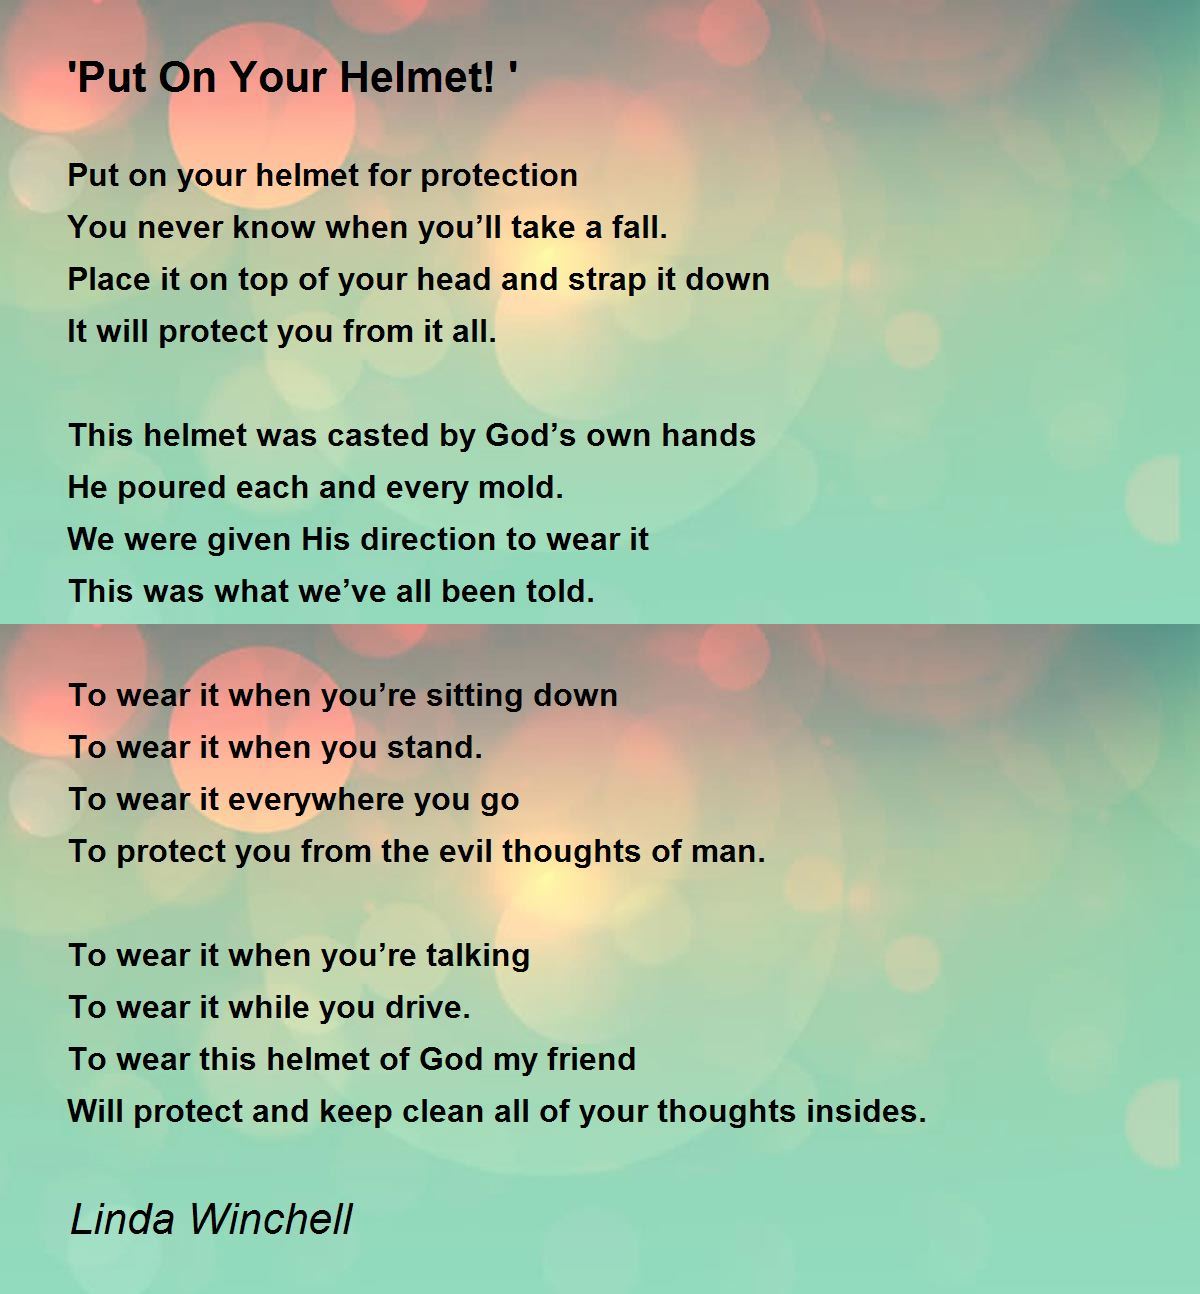 'Put On Your Helmet! '
Put on your helmet for protection
You never know when you’ll take a fall.
Place it on top of your head and strap it down
It will protect you from it all.
This helmet was casted by God’s own hands
He poured each and every mold.
We were given His direction to wear it
This was what we’ve all been told.
To wear it when you’re sitting down
To wear it when you stand.
To wear it everywhere you go
To protect you from the evil thoughts of man.
To wear it when you’re talking
To wear it while you drive.
To wear this helmet of God my friend
Will protect and keep clean all of your thoughts insides.
Linda Winchell